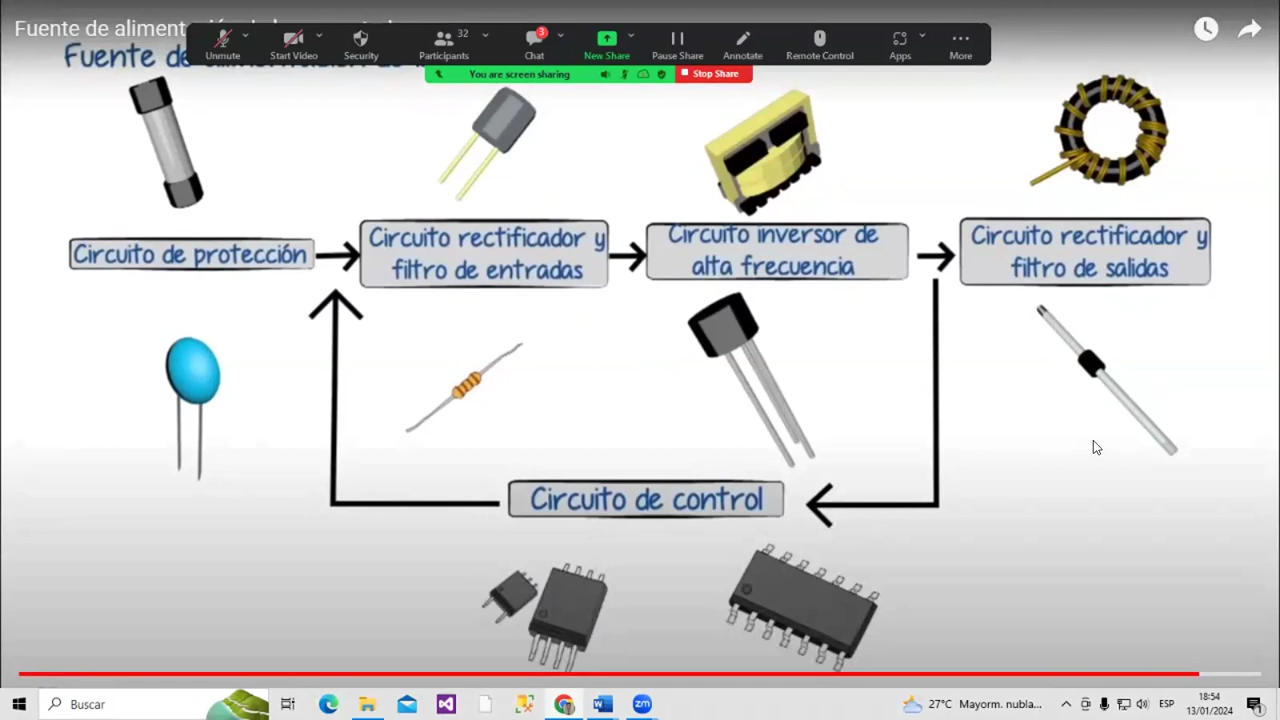 Fuente de aliment
Fuente de
32
3
Unmute
Start Video
Security
Participants
Chat
New Share
Pause Share
Annotate
Remote Control
Apps
More
You are screen sharing
Stop Share
Circuito de protección
Circuito rectificador y
filtro de entradas
Circuito inversor de
alta frecuencia
Circuito rectificador y
filtro de salidas
Circuito de control
Buscar
zm
27°C Mayorm. nubla...
ESP
18:54
13/01/2024
1